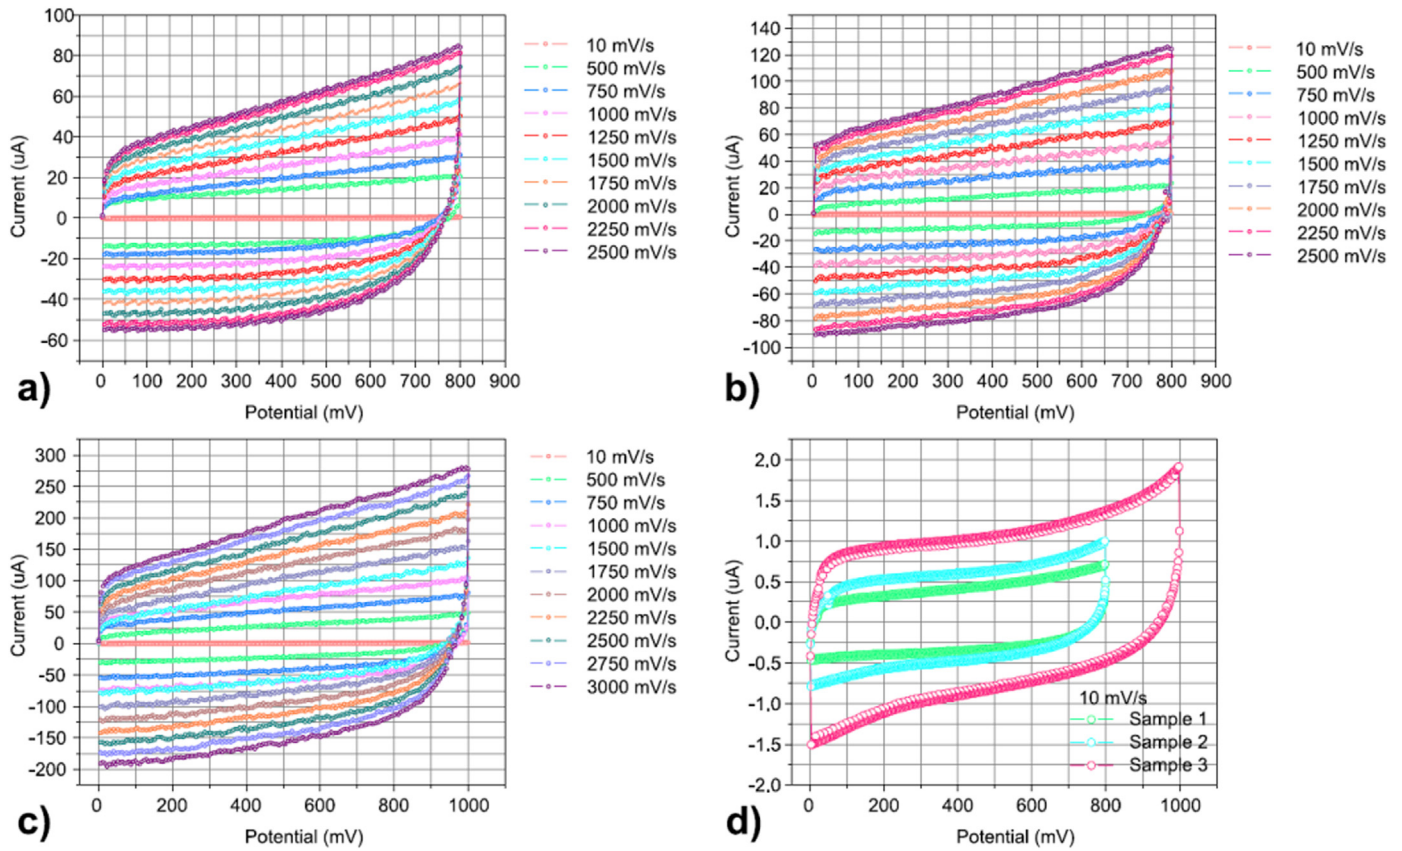 100
80
60
40
20
0
-20
-40
-60
Current (uA)
0 100 200 300 400 500 600 700 800 900
Potential (mV)
a)
10 mV/s
500 mV/s
750 mV/s
1000 mV/s
1250 mV/s
1500 mV/s
1750 mV/s
2000 mV/s
2250 mV/s
2500 mV/s
140
120
100
80
60
40
20
0
-20
-40
-60
-80
-100
Current (uA)
0 100 200 300 400 500 600 700 800 900
Potential (mV)
b)
10 mV/s
500 mV/s
750 mV/s
1000 mV/s
1250 mV/s
1500 mV/s
1750 mV/s
2000 mV/s
2250 mV/s
2500 mV/s
300
250
200
150
100
50
0
-50
-100
-150
-200
Current (uA)
0 200 400 600 800 1000
Potential (mV)
c)
10 mV/s
500 mV/s
750 mV/s
1000 mV/s
1500 mV/s
1750 mV/s
2000 mV/s
2250 mV/s
2500 mV/s
2750 mV/s
3000 mV/s
2.0
1.5
1.0
0.5
0.0
-0.5
-1.0
-1.5
-2.0
Current (uA)
0 200 400 600 800 1000
Potential (mV)
d)
10 mV/s
Sample 1
Sample 2
Sample 3